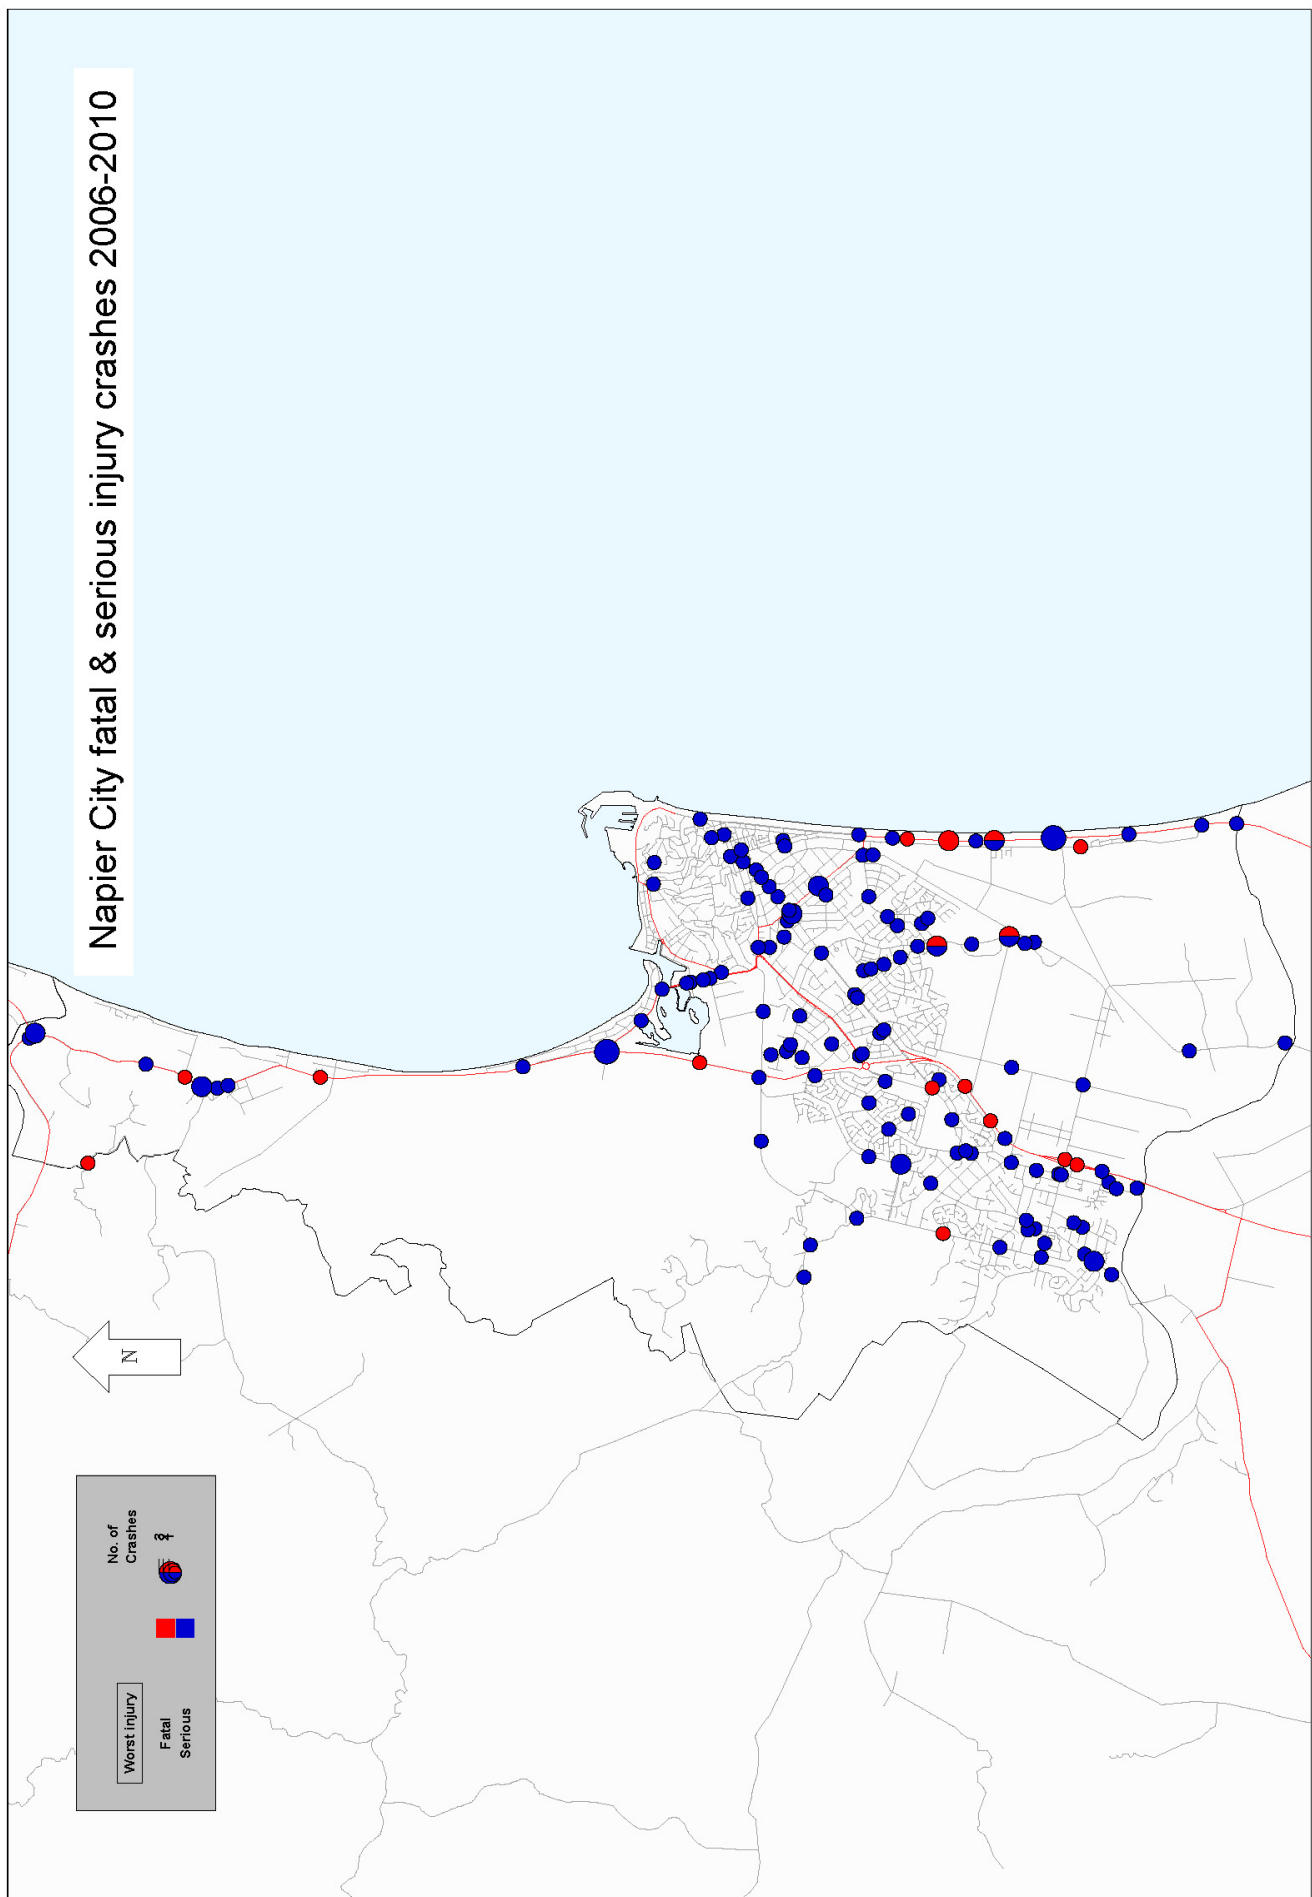 Napier City fatal & serious injury crashes 2006-2010
N
Worst injury
Fatal
Serious
No. of
Crashes